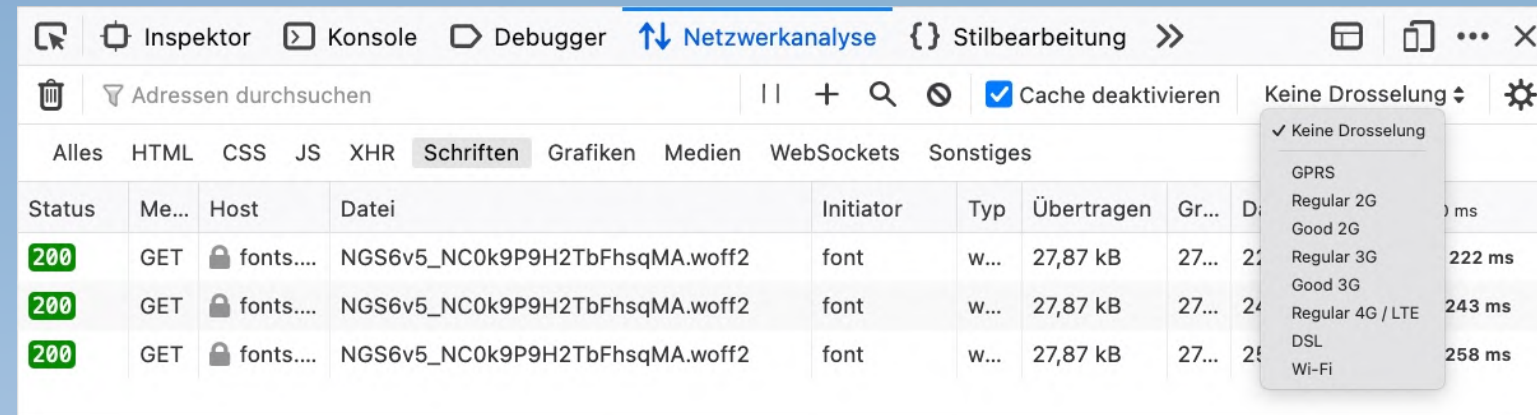 Inspektor Konsole Debugger Netzwerkanalyse {} Stilbearbeitung
Adressen durchsuchen Cache deaktivieren Keine Drosselung
Alles HTML CSS JS XHR Schriften Grafiken Medien WebSockets Sonstiges
Status Me... Host Datei Initiator Typ Übertragen Gr... ms
200 GET fonts.... NGS6v5_NC0k9P9H2TbFhsqMA.woff2 font w... 27,87 kB 27... 222 ms
200 GET fonts.... NGS6v5_NC0k9P9H2TbFhsqMA.woff2 font w... 27,87 kB 27... 243 ms
200 GET fonts.... NGS6v5_NC0k9P9H2TbFhsqMA.woff2 font w... 27,87 kB 27... 258 ms
✓ Keine Drosselung
GPRS
Regular 2G
Good 2G
Regular 3G
Good 3G
Regular 4G / LTE
DSL
Wi-Fi